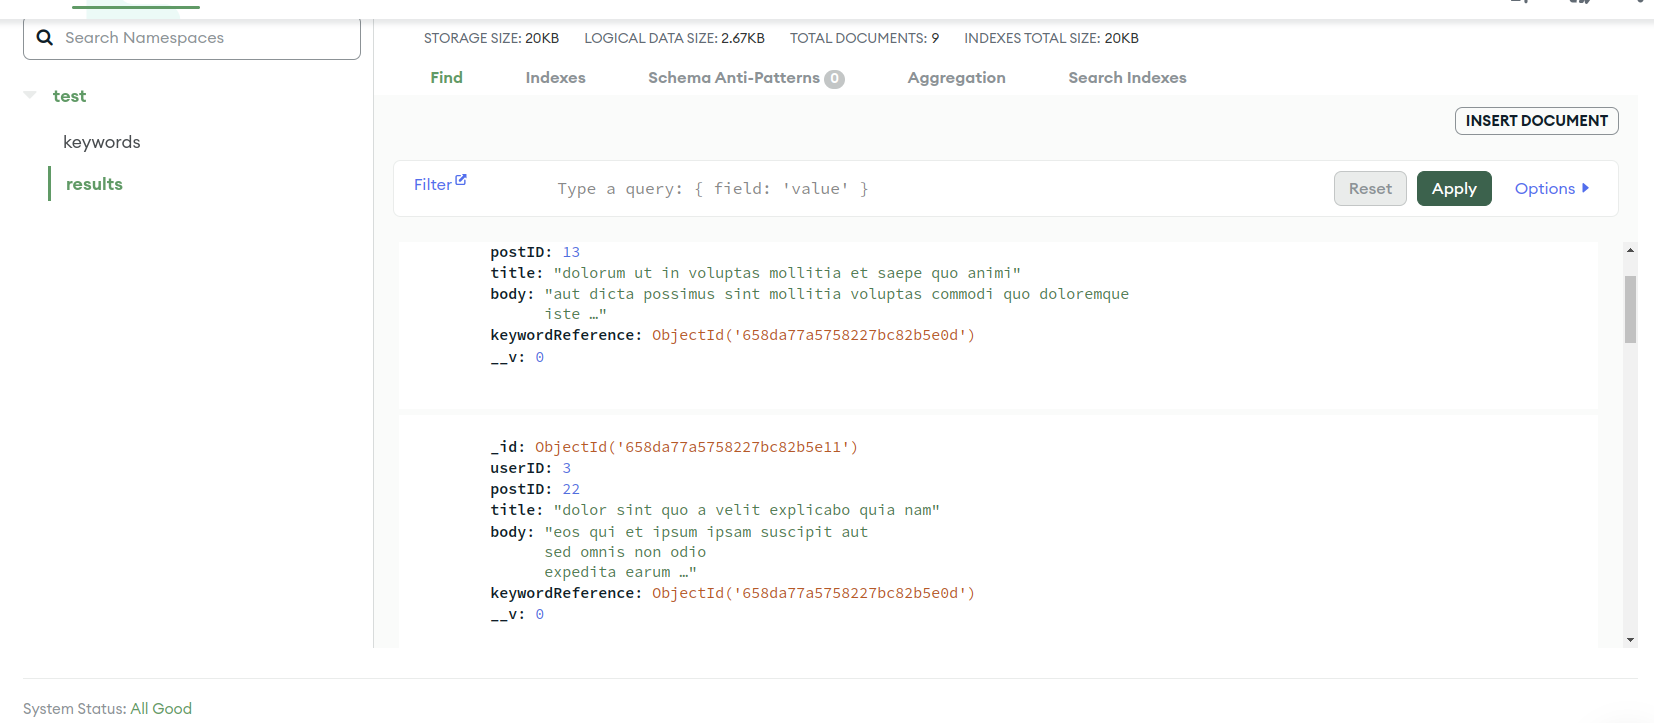 Search Namespaces
test
keywords
results
STORAGE SIZE: 20KB LOGICAL DATA SIZE: 2.67KB TOTAL DOCUMENTS: 9 INDEXES TOTAL SIZE: 20KB
Find Indexes Schema Anti-Patterns 0 Aggregation Search Indexes
INSERT DOCUMENT
Filter Type a query: { field: 'value' } Reset Apply Options
postID: 13
title: "dolorum ut in voluptas mollitia et saepe quo animi"
body: "aut dicta possimus sint mollitia voluptas commodi quo doloremque
iste …"
keywordReference: ObjectId('658da77a5758227bc82b5e0d')
__v: 0
_id: ObjectId('658da77a5758227bc82b5e11')
userID: 3
postID: 22
title: "dolor sint quo a velit explicabo quia nam"
body: "eos qui et ipsum ipsam suscipit aut
sed omnis non odio
expedita earum …"
keywordReference: ObjectId('658da77a5758227bc82b5e0d')
__v: 0
System Status: All Good